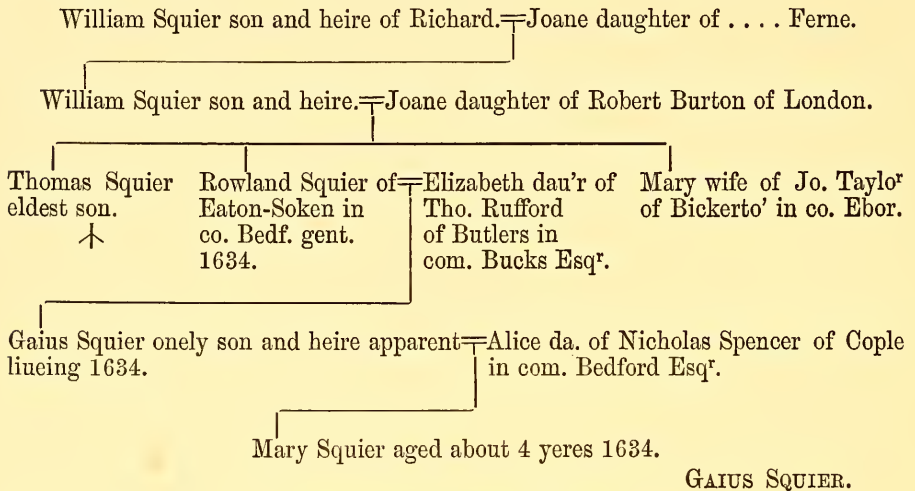 William Squier son and heire of Richard.=Joane daughter of . . . . Ferne.
William Squier son and heire.=Joane daughter of Robert Burton of London.
Thomas Squier
eldest son.
Rowland Squier of=Elizabeth dau'r of
Eaton-Soken in
co. Bedf. gent.
1634.
Tho. Rufford
of Butlers in
com. Bucks Esqr.
Mary wife of Jo. Taylor
of Bickerto' in co. Ebor.
Gaius Squier onely son and heire apparent=Alice da. of Nicholas Spencer of Cople
liueing 1634.
in com. Bedford Esqr.
Mary Squier aged about 4 yeres 1634.
GAIUS SQUIER.